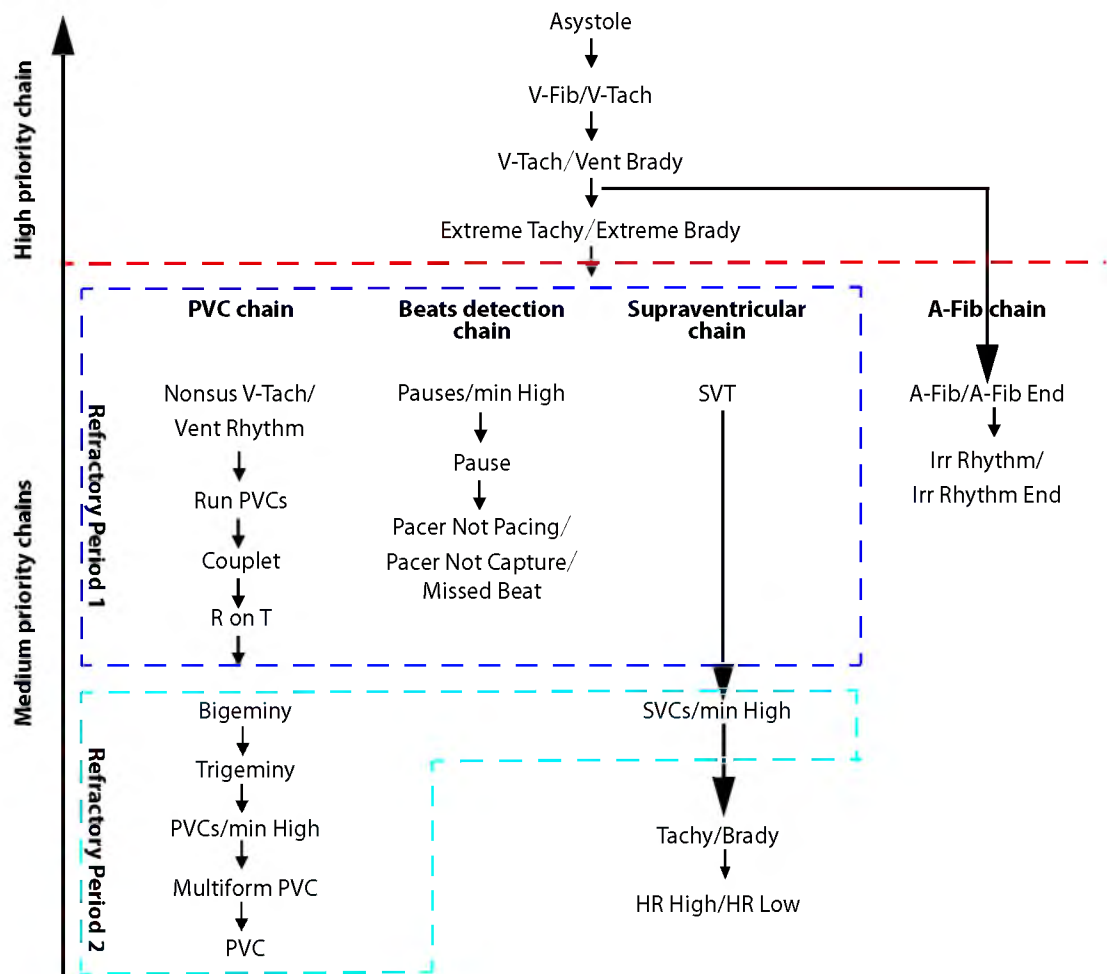 High priority chain
Asystole
V-Fib/V-Tach
V-Tach/Vent Brady
Extreme Tachy/Extreme Brady
Medium priority chains
Refractory Period 1
PVC chain
Nonsus V-Tach/
Vent Rhythm
Run PVCs
Couplet
R on T
Beats detection
chain
Pauses/min High
Pause
Pacer Not Pacing/
Pacer Not Capture/
Missed Beat
Supraventricular
chain
SVT
A-Fib chain
A-Fib/A-Fib End
Irr Rhythm/
Irr Rhythm End
Refractory Period 2
Bigeminy
Trigeminy
PVCs/min High
Multiform PVC
PVC
SVCs/min High
Tachy/Brady
HR High/HR Low